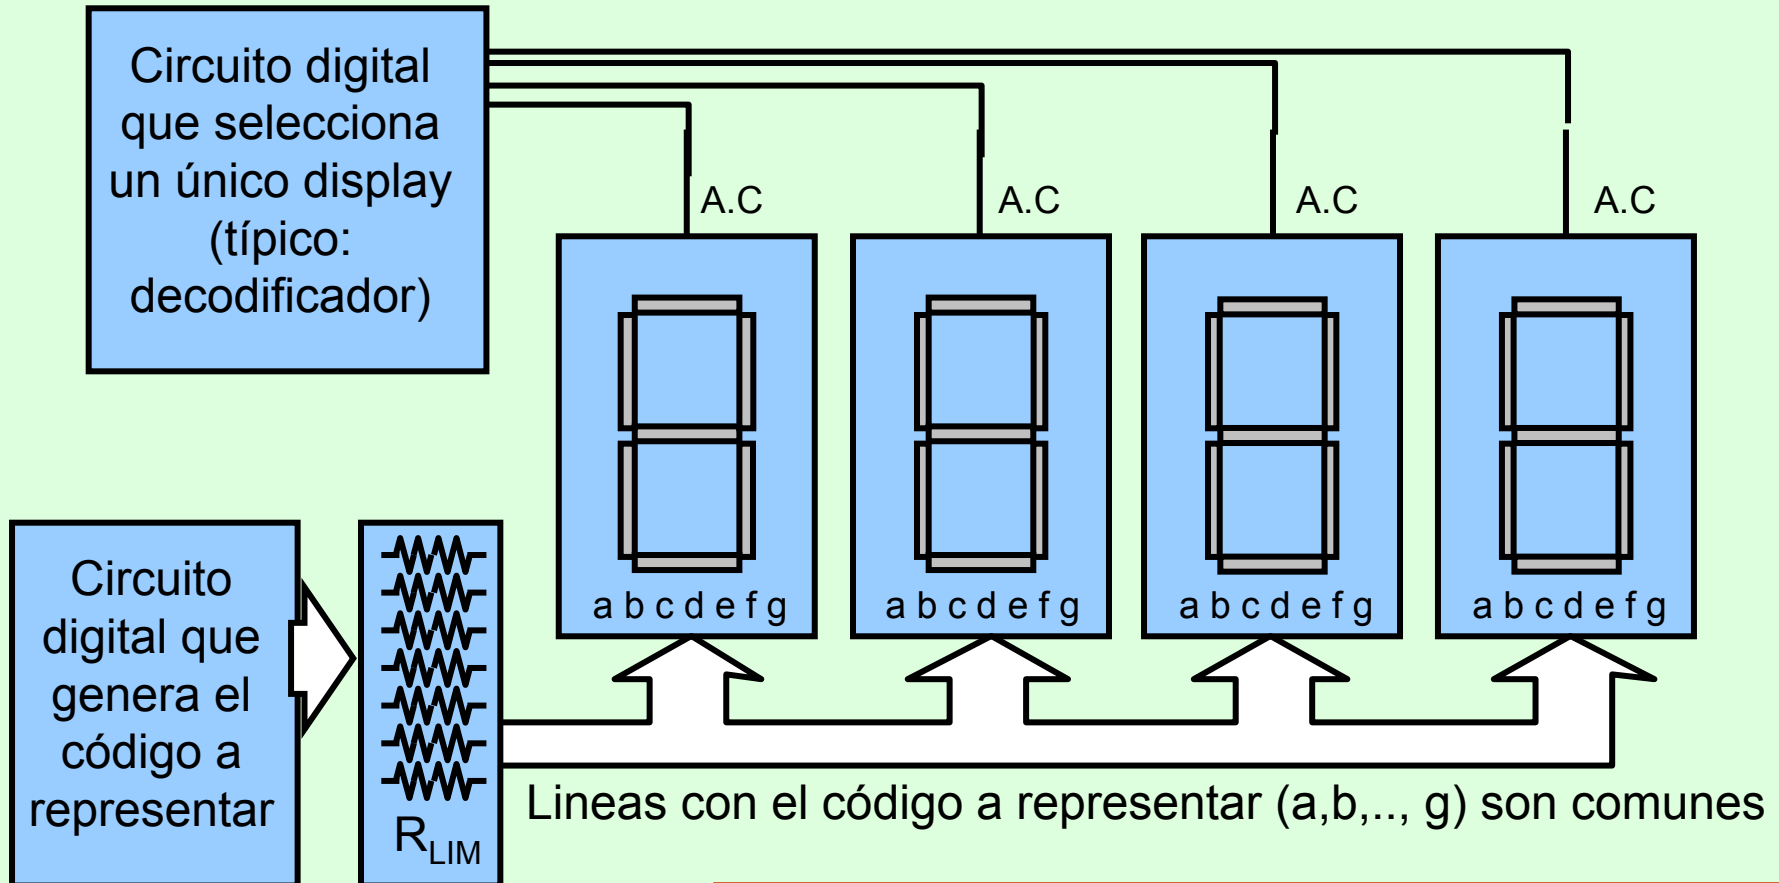 Circuito digital
que selecciona
un único display
(típico:
decodificador)
A.C
A.C
A.C
A.C
a b c d e f g
a b c d e f g
a b c d e f g
a b c d e f g
Circuito
digital que
genera el
código a
representar
R_LIM
Lineas con el código a representar (a,b,.., g) son comunes